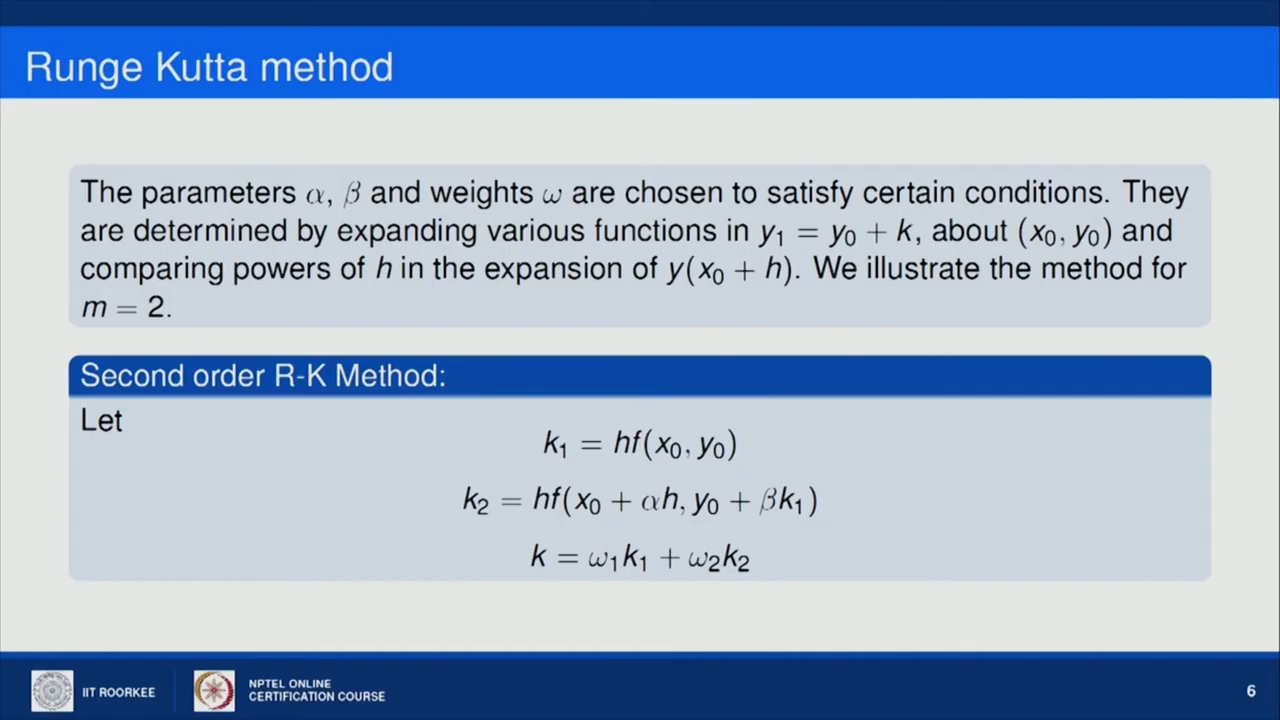 Runge Kutta method
The parameters α, β and weights ω are chosen to satisfy certain conditions. They
are determined by expanding various functions in y₁ = y₀ + k, about (x₀, y₀) and
comparing powers of h in the expansion of y(x₀ + h). We illustrate the method for
m = 2.
Second order R-K Method:
Let
k₁ = hf(x₀, y₀)
k₂ = hf(x₀ + αh, y₀ + βk₁)
k = ω₁k₁ + ω₂k₂
IIT ROORKEE
NPTEL ONLINE
CERTIFICATION COURSE
6